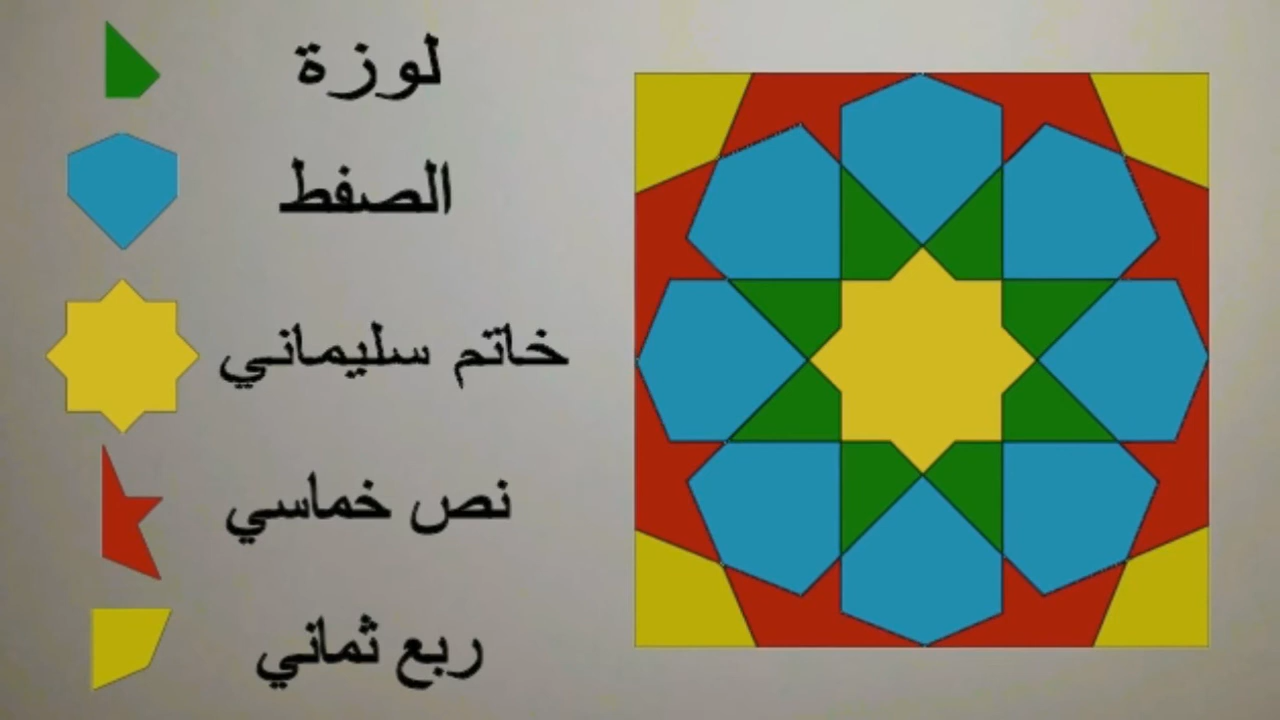 لوزة
الصفط
خاتم سليماني
نص خماسي
ربع ثماني